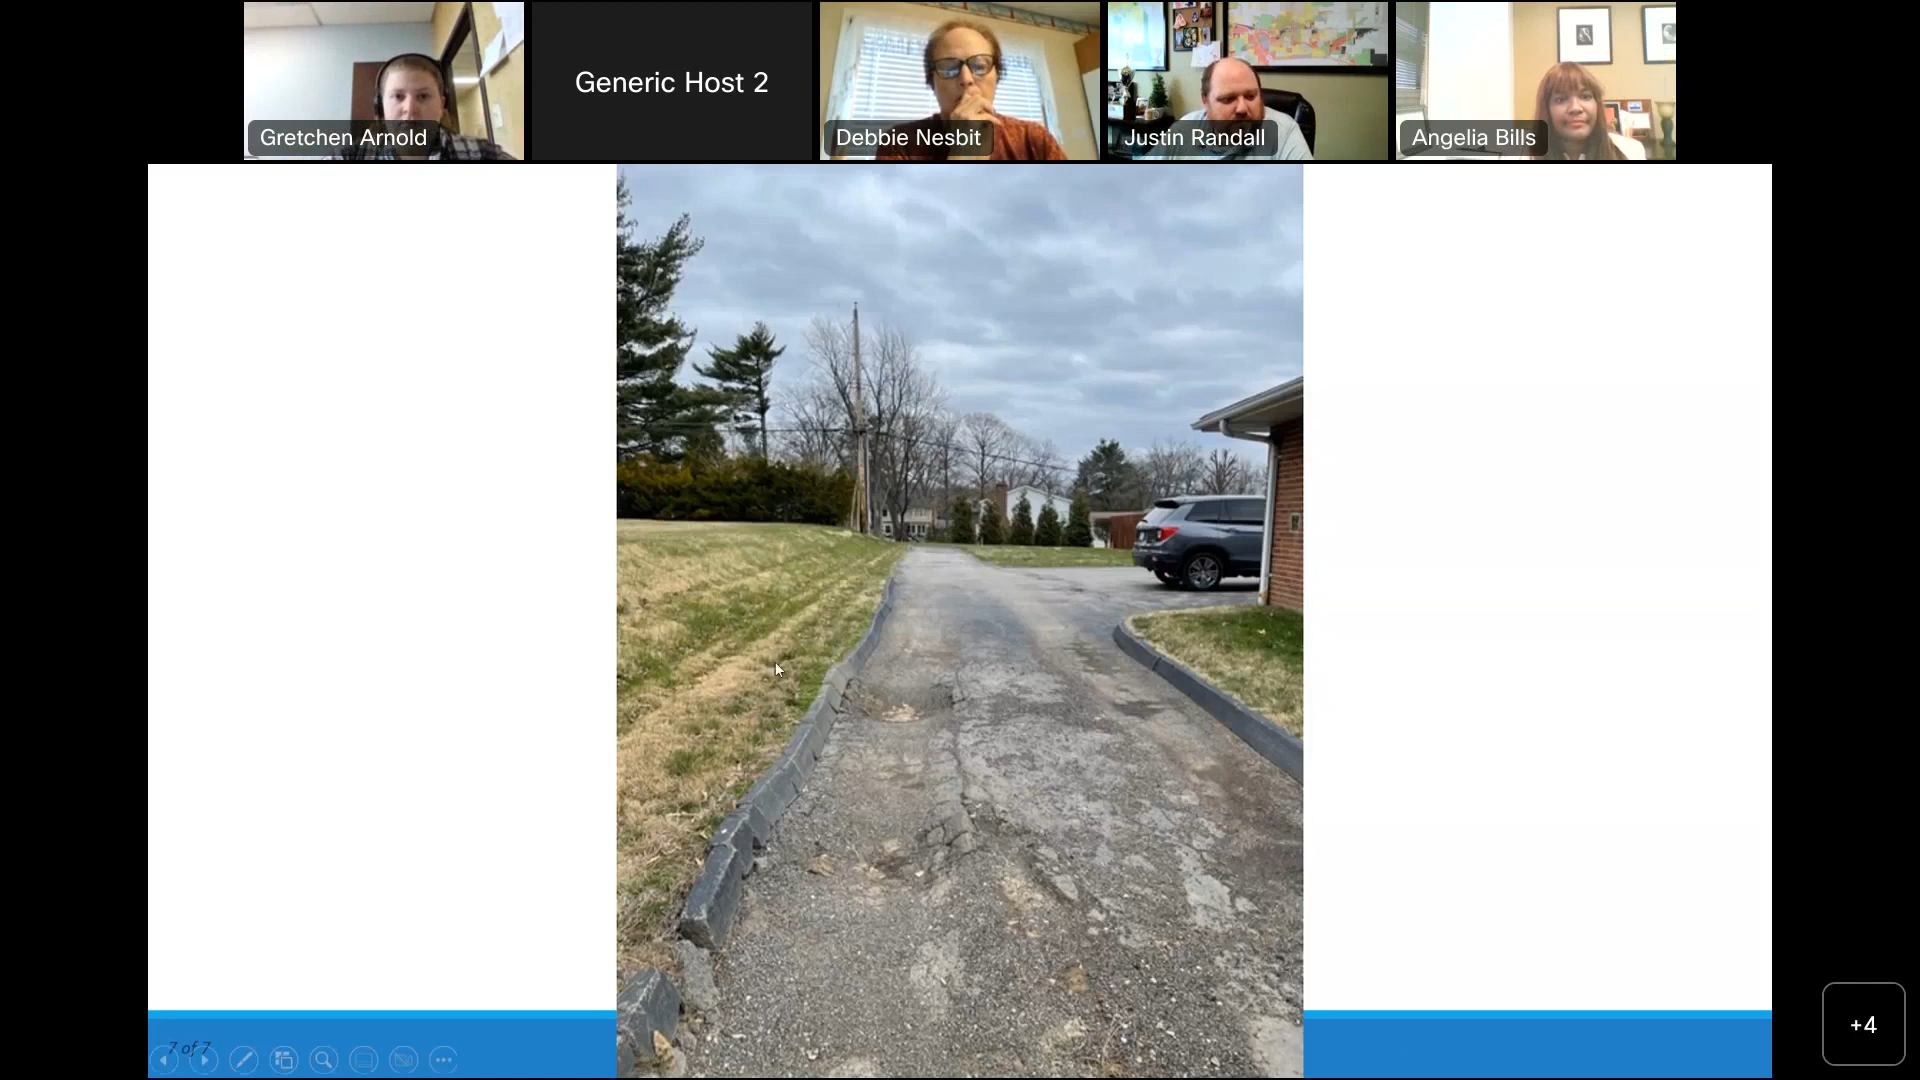 Gretchen Arnold
Generic Host 2
Debbie Nesbit
Justin Randall
Angelia Bills
7 of 7
+4